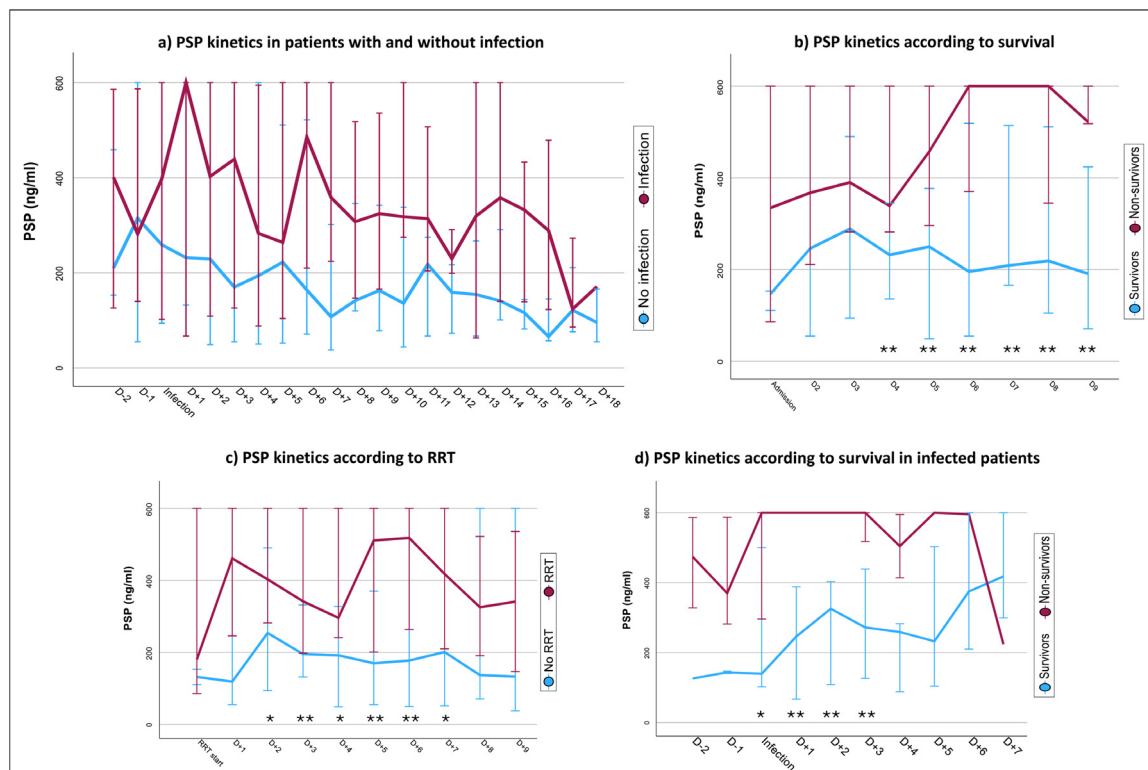 a) PSP kinetics in patients with and without infection
PSP (ng/ml)
600
400
200
0
D-2
D-1
Infection
D+1
D+2
D+3
D+4
D+5
D+6
D+7
D+8
D+9
D+10
D+11
D+12
D+13
D+14
D+15
D+16
D+17
D+18
No infection
Infection
b) PSP kinetics according to survival
PSP (ng/ml)
600
400
200
0
** ** ** ** ** **
Admission
D2
D3
D4
D5
D6
D7
D8
D9
Survivors
Non-survivors
c) PSP kinetics according to RRT
PSP (ng/ml)
600
400
200
0
* ** * ** ** *
RRT start
D+1
D+2
D+3
D+4
D+5
D+6
D+7
D+8
D+9
No RRT
RRT
d) PSP kinetics according to survival in infected patients
PSP (ng/ml)
600
400
200
0
* ** ** **
D-2
D-1
Infection
D+1
D+2
D+3
D+4
D+5
D+6
D+7
Survivors
Non-survivors